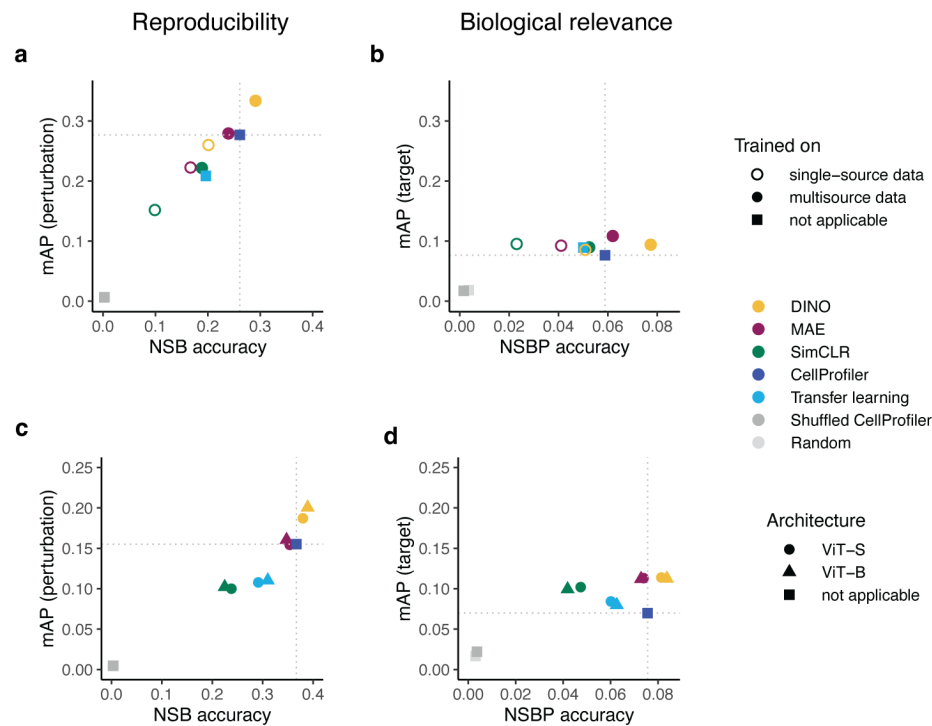 Reproducibility
Biological relevance
a
mAP (perturbation)
0.3
0.2
0.1
0.0
0.0 0.1 0.2 0.3 0.4
NSB accuracy
b
mAP (target)
0.3
0.2
0.1
0.0
0.00 0.02 0.04 0.06 0.08
NSBP accuracy
Trained on
single−source data
multisource data
not applicable
DINO
MAE
SimCLR
CellProfiler
Transfer learning
Shuffled CellProfiler
Random
c
mAP (perturbation)
0.25
0.20
0.15
0.10
0.05
0.00
0.0 0.1 0.2 0.3 0.4
NSB accuracy
d
mAP (target)
0.25
0.20
0.15
0.10
0.05
0.00
0.00 0.02 0.04 0.06 0.08
NSBP accuracy
Architecture
ViT−S
ViT−B
not applicable